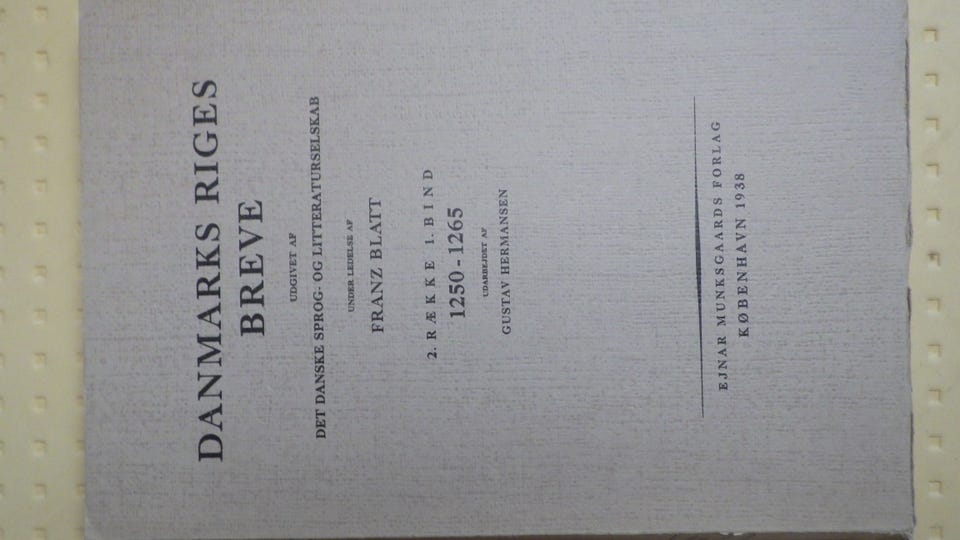 DANMARKS RIGES
BREVE
UDGIVET AF
DET DANSKE SPROG- OG LITTERATURSELSKAB
UNDER LEDELSE AF
FRANZ BLATT
2. RÆKKE 1. BIND
1250-1265
UDARBEJDET AF
GUSTAV HERMANSEN
EJNAR MUNKSGAARDS FORLAG
KØBENHAVN 1938